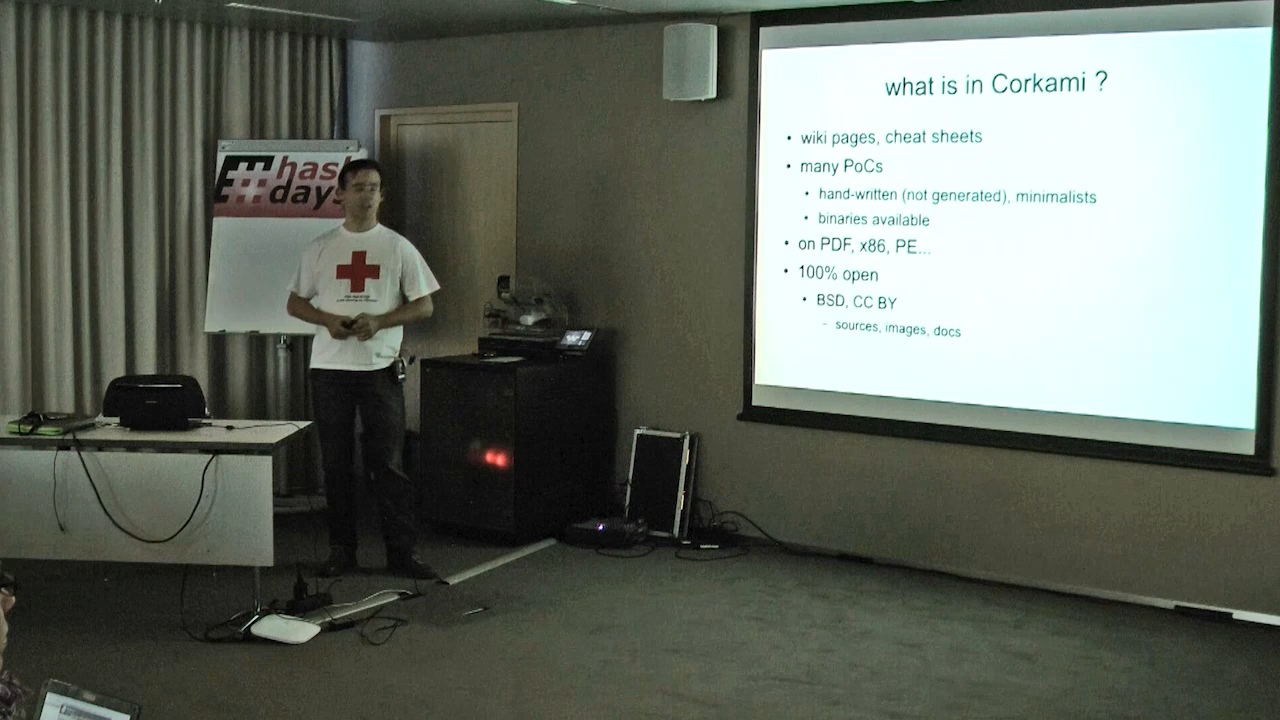 hash
days
what is in Corkami ?
• wiki pages, cheat sheets
• many PoCs
• hand-written (not generated), minimalists
• binaries available
• on PDF, x86, PE...
• 100% open
• BSD, CC BY
- sources, images, docs